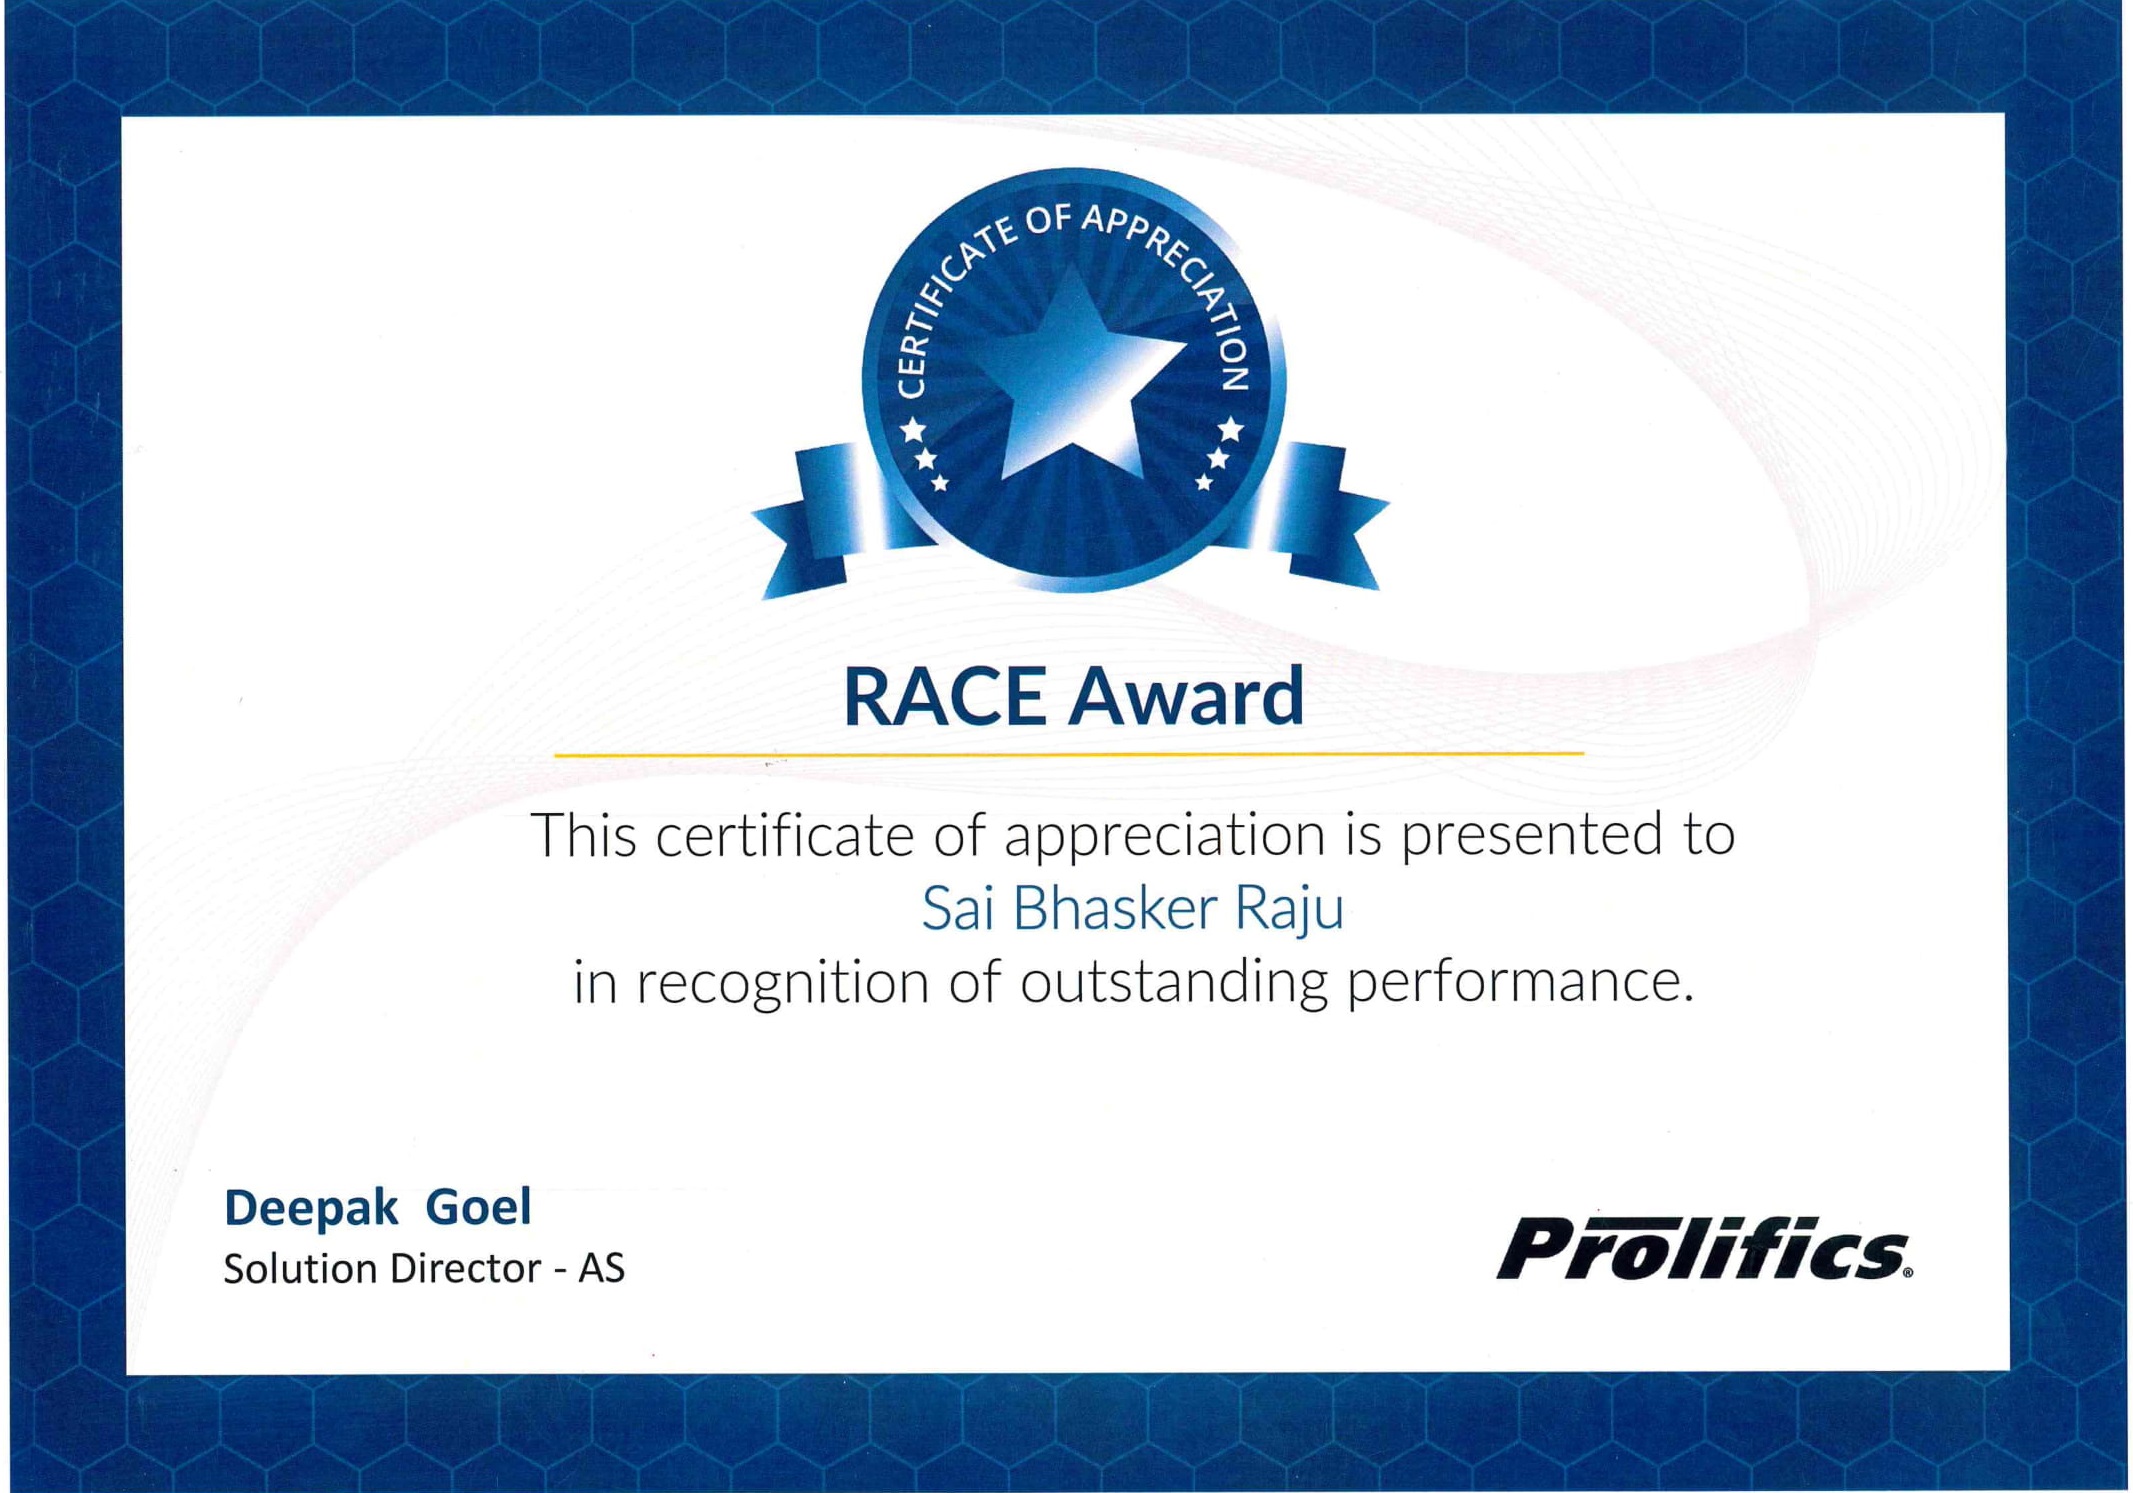 CERTIFICATE OF APPRECIATION
RACE Award
This certificate of appreciation is presented to
Sai Bhasker Raju
in recognition of outstanding performance.
Deepak Goel
Solution Director - AS
Prolifics®